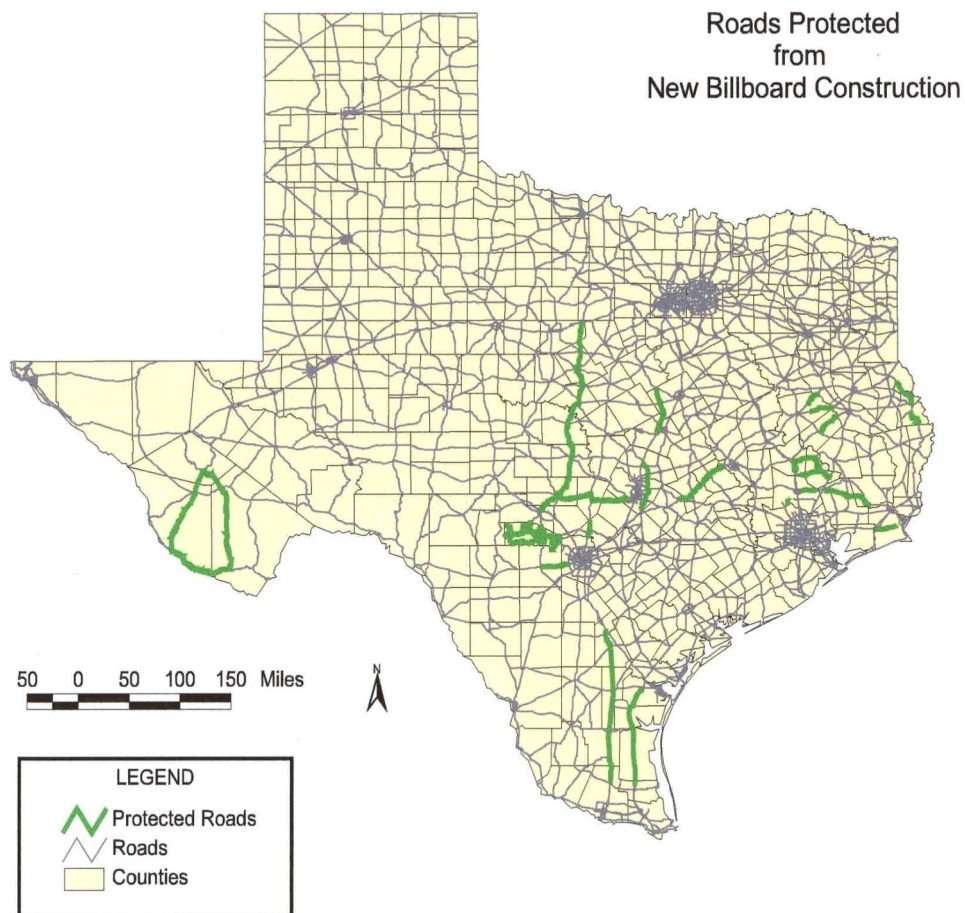 Roads Protected
from
New Billboard Construction
50 0 50 100 150 Miles
N
LEGEND
Protected Roads
Roads
Counties